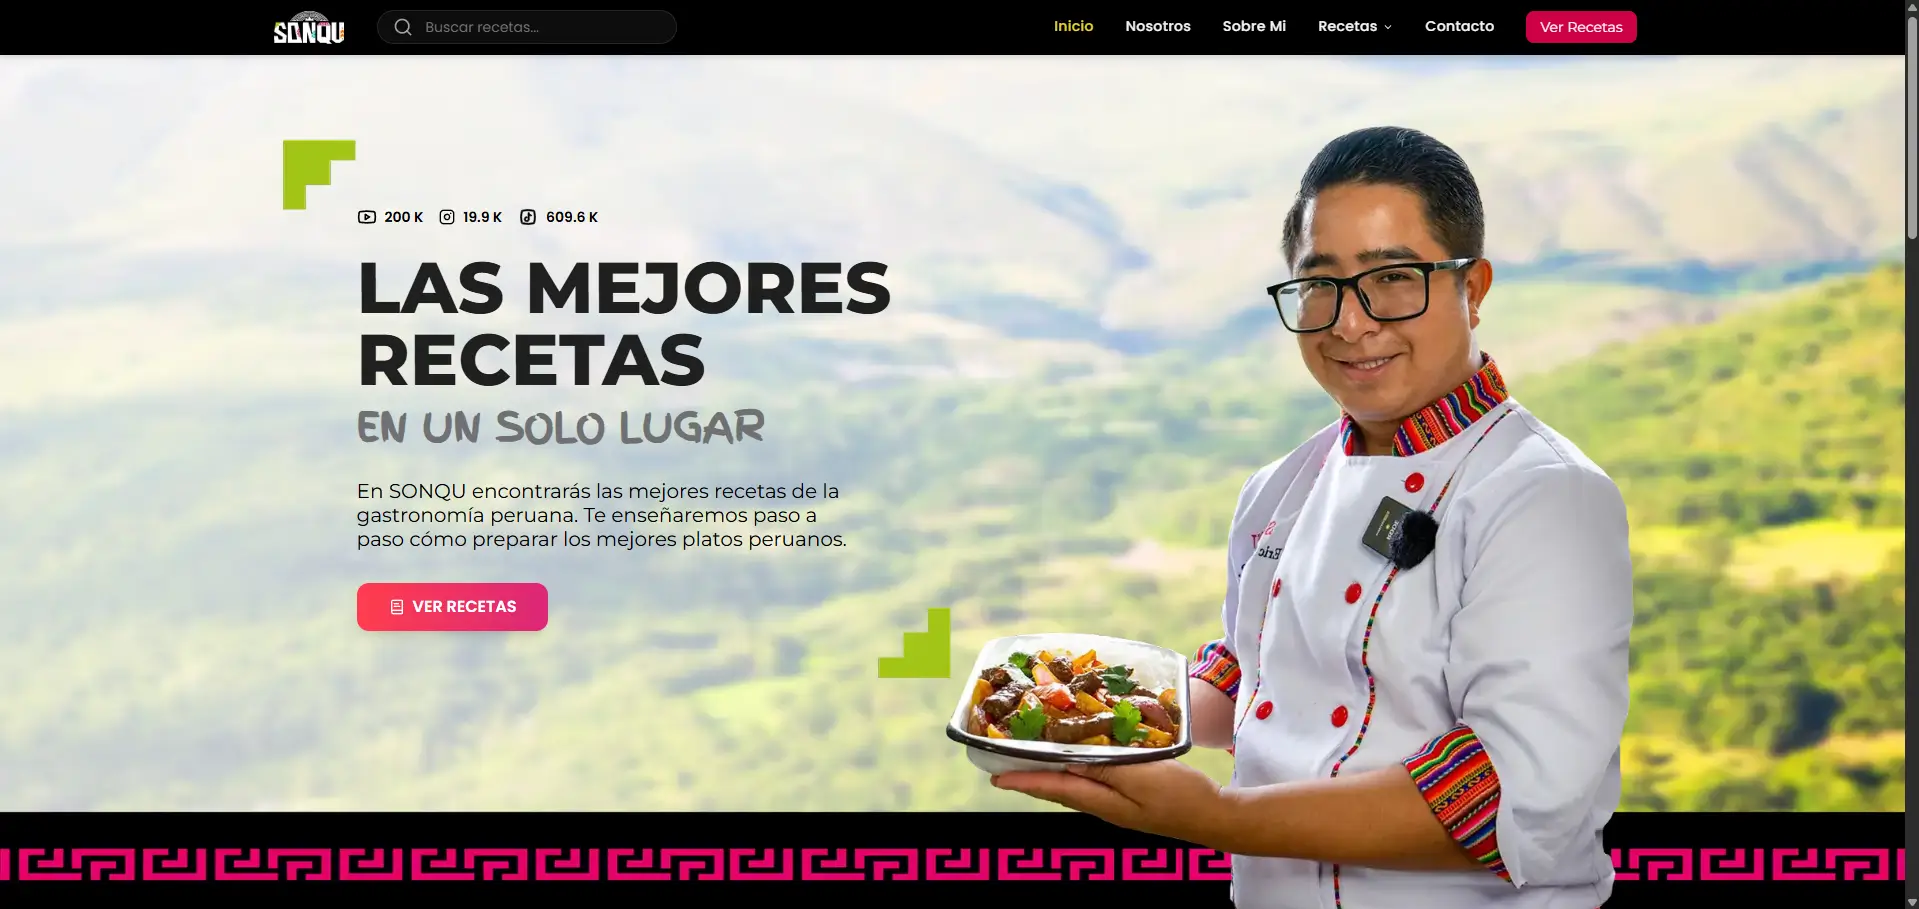 SONQU
Buscar recetas...
Inicio
Nosotros
Sobre Mi
Recetas
Contacto
Ver Recetas
200 K
19.9 K
609.6 K
LAS MEJORES
RECETAS
EN UN SOLO LUGAR
En SONQU encontrarás las mejores recetas de la
gastronomía peruana. Te enseñaremos paso a
paso cómo preparar los mejores platos peruanos.
VER RECETAS
Eric